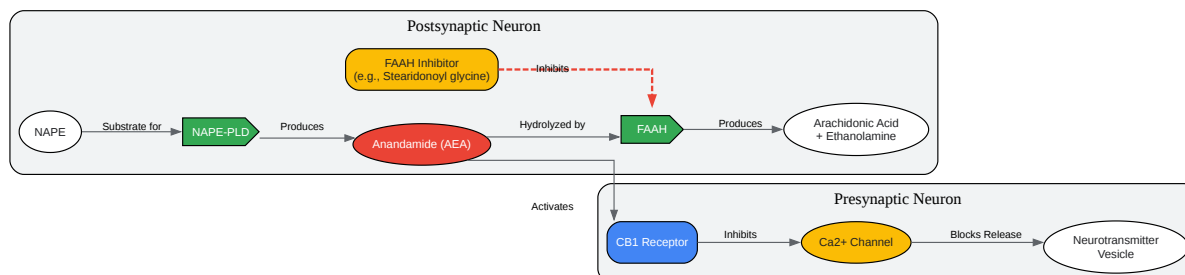 Postsynaptic Neuron
FAAH Inhibitor
(e.g., Stearidonoyl glycine)
Inhibits
NAPE
Substrate for
NAPE-PLD
Produces
Anandamide (AEA)
Hydrolyzed by
FAAH
Produces
Arachidonic Acid
+ Ethanolamine
Activates
Presynaptic Neuron
CB1 Receptor
Inhibits
Ca2+ Channel
Blocks Release
Neurotransmitter
Vesicle